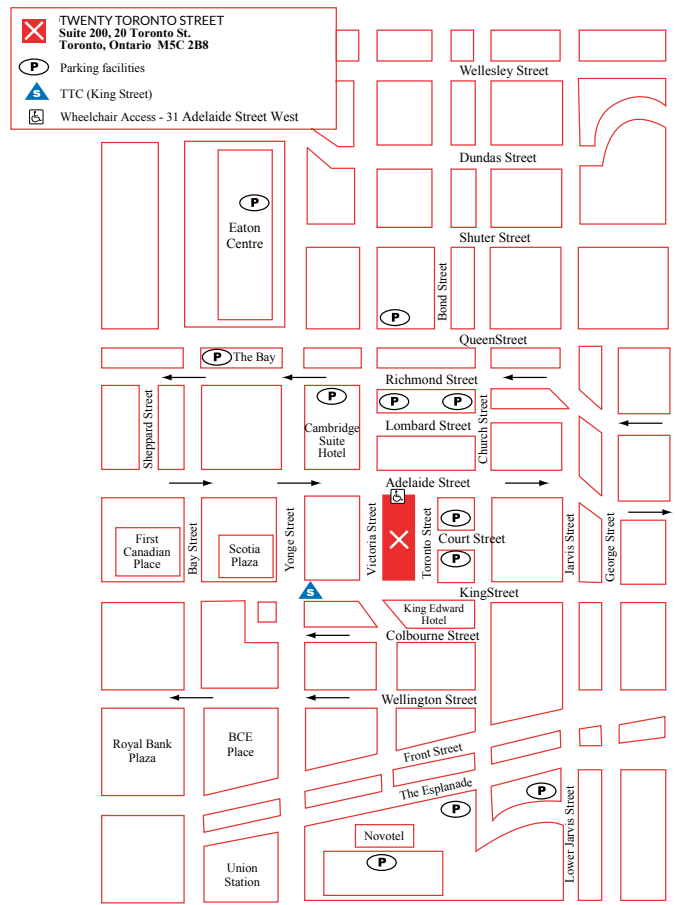 TWENTY TORONTO STREET
Suite 200, 20 Toronto St.
Toronto, Ontario M5C 2B8
P Parking facilities
S TTC (King Street)
Wheelchair Access - 31 Adelaide Street West
Wellesley Street
Dundas Street
P
Eaton
Centre
Shuter Street
Bond Street
P
QueenStreet
P The Bay
Richmond Street
P
P
P
Sheppard Street
Cambridge
Suite
Hotel
Lombard Street
Church Street
Adelaide Street
First
Canadian
Place
Bay Street
Scotia
Plaza
Yonge Street
Victoria Street
Toronto Street
P
Court Street
P
Jarvis Street
George Street
S
KingStreet
King Edward
Hotel
Colbourne Street
Wellington Street
Royal Bank
Plaza
BCE
Place
Front Street
The Esplanade
P
P
Lower Jarvis Street
Novotel
P
Union
Station